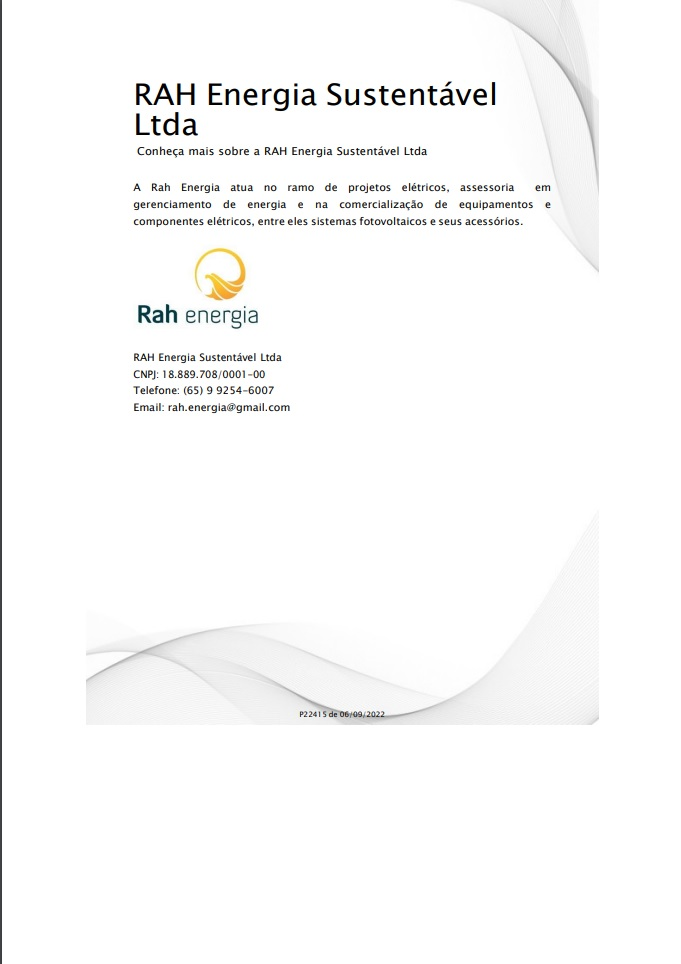 RAH Energia Sustentável
Ltda
Conheça mais sobre a RAH Energia Sustentável Ltda
A Rah Energia atua no ramo de projetos elétricos, assessoria em
gerenciamento de energia e na comercialização de equipamentos e
componentes elétricos, entre eles sistemas fotovoltaicos e seus acessórios.
Rah energia
RAH Energia Sustentável Ltda
CNPJ: 18.889.708/0001-00
Telefone: (65) 9 9254-6007
Email: rah.energia@gmail.com
P22415 de 06/09/2022